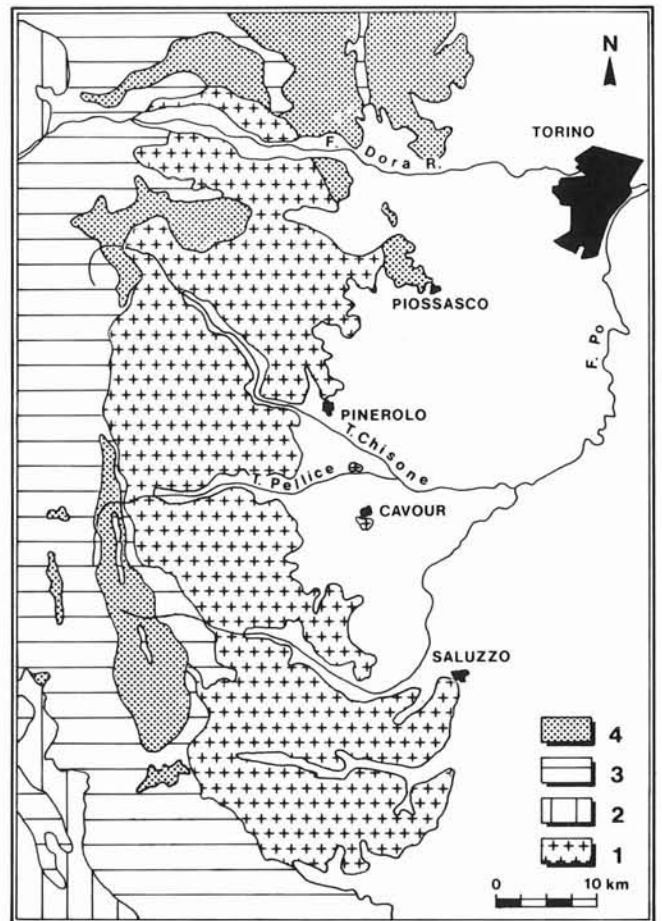 N
TORINO
F. Dora R.
PIOSSASCO
F. Po
PINEROLO
T. Chisone
T. Pellice
CAVOUR
SALUZZO
4
3
2
1
0 10 km